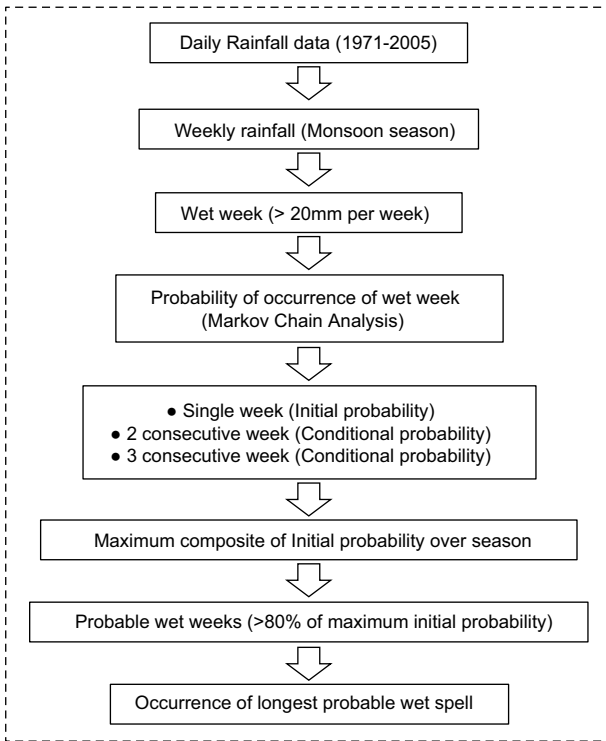 Daily Rainfall data (1971-2005)
Weekly rainfall (Monsoon season)
Wet week (> 20mm per week)
Probability of occurrence of wet week
(Markov Chain Analysis)
● Single week (Initial probability)
● 2 consecutive week (Conditional probability)
● 3 consecutive week (Conditional probability)
Maximum composite of Initial probability over season
Probable wet weeks (>80% of maximum initial probability)
Occurrence of longest probable wet spell